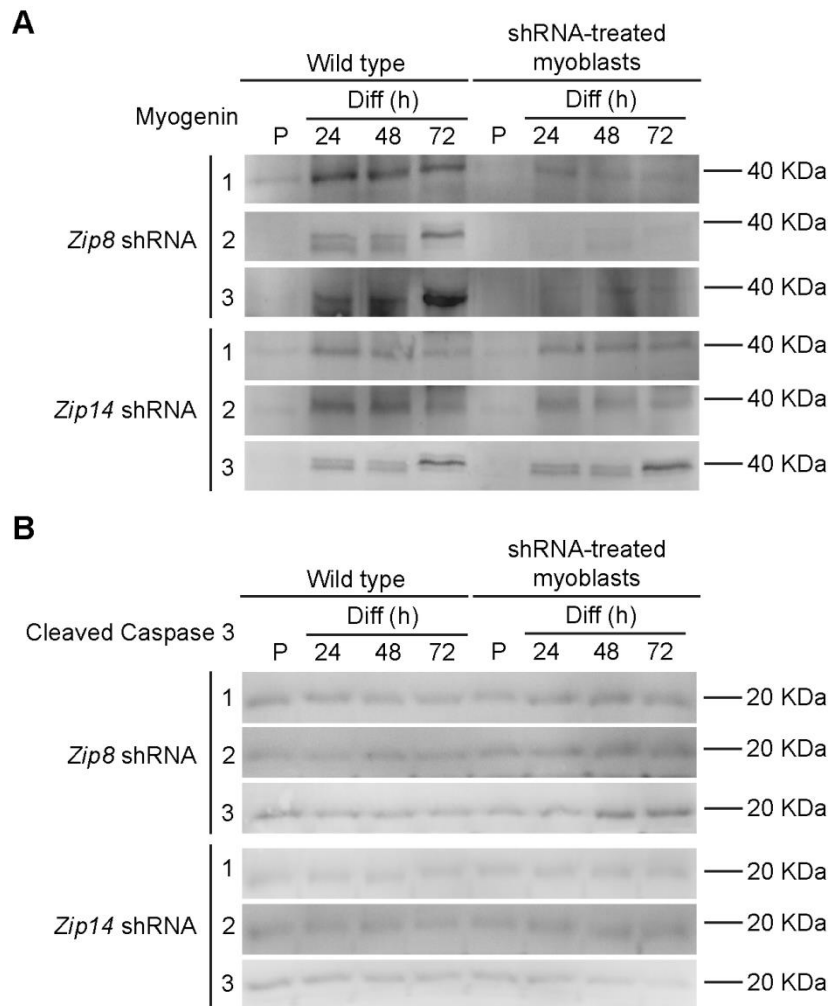 A
Wild type
shRNA-treated
myoblasts
Myogenin
Diff (h)
Diff (h)
P 24 48 72 P 24 48 72
1 40 KDa
Zip8 shRNA 2 40 KDa
3 40 KDa
1 40 KDa
Zip14 shRNA 2 40 KDa
3 40 KDa
B
Wild type
shRNA-treated
myoblasts
Cleaved Caspase 3
Diff (h)
Diff (h)
P 24 48 72 P 24 48 72
1 20 KDa
Zip8 shRNA 2 20 KDa
3 20 KDa
1 20 KDa
Zip14 shRNA 2 20 KDa
3 20 KDa